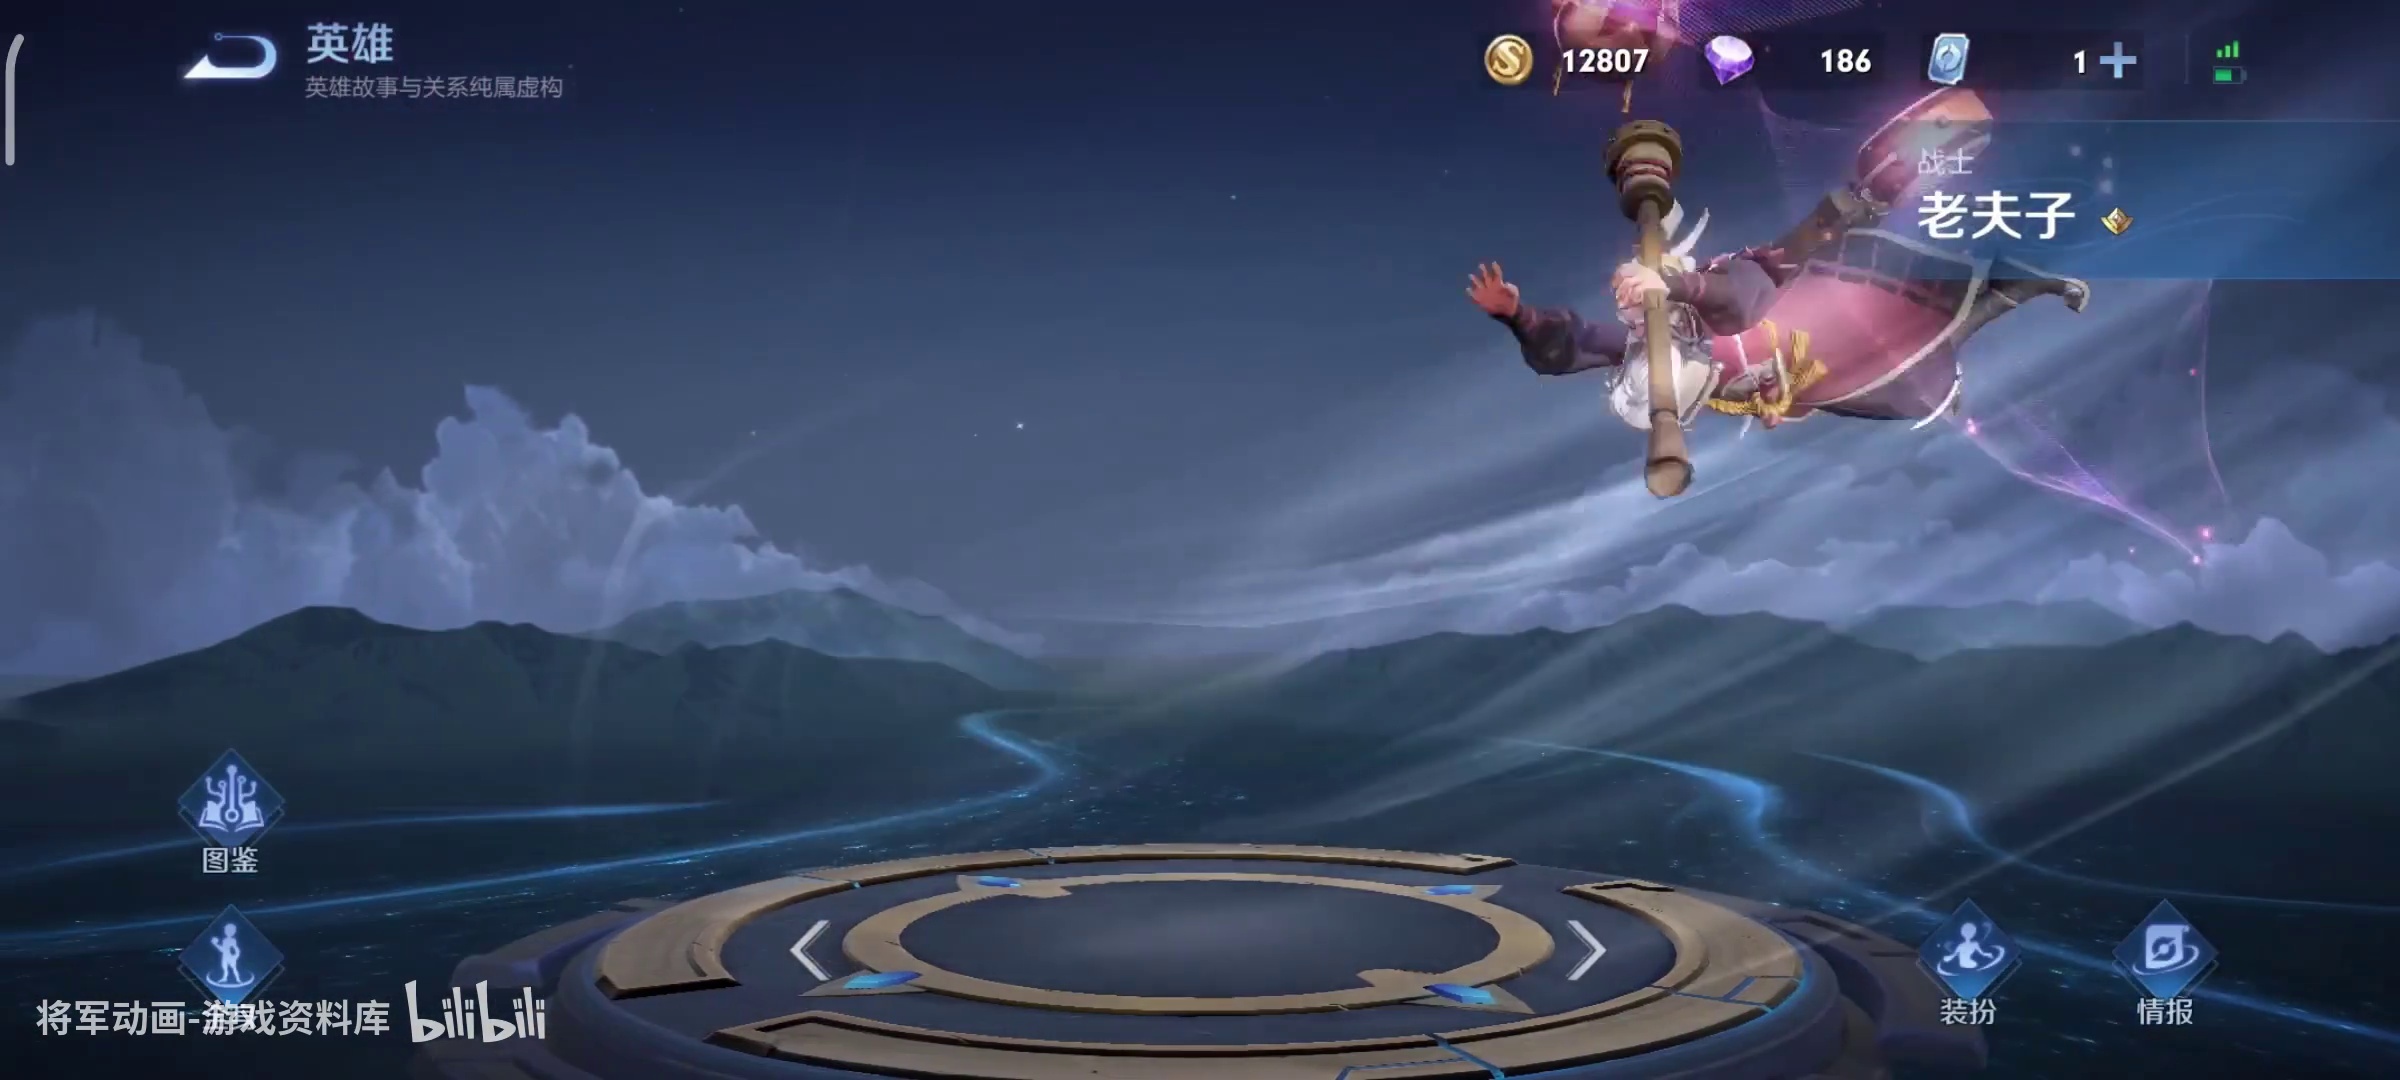 英雄
英雄故事与关系纯属虚构
12807
186
1
战士
老夫子
图鉴
装扮
情报
将军动画-游戏资料库 bilibili